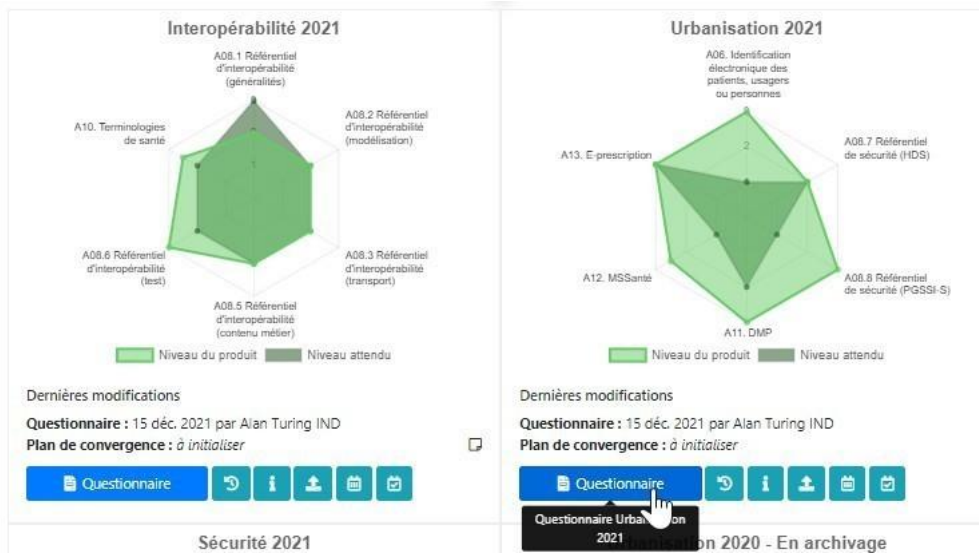 Interopérabilité 2021
A08.1 Référentiel
d'interopérabilité
(généralités)
A08.2 Référentiel
d'interopérabilité
(modélisation)
A08.3 Référentiel
d'interopérabilité
(transport)
A08.5 Référentiel
d'interopérabilité
(contenu métier)
A08.6 Référentiel
d'interopérabilité
(test)
A10. Terminologies
de santé
Niveau du produit Niveau attendu
Dernières modifications
Questionnaire : 15 déc. 2021 par Alan Turing IND
Plan de convergence : à initialiser
Questionnaire
Urbanisation 2021
A06. Identification
électronique des
patients, usagers
ou personnes
2
A08.7 Référentiel
de sécurité (HDS)
A08.8 Référentiel
de sécurité (PGSSI-S)
A11. DMP
A12. MSSanté
A13. E-prescription
Niveau du produit Niveau attendu
Dernières modifications
Questionnaire : 15 déc. 2021 par Alan Turing IND
Plan de convergence : à initialiser
Questionnaire
Questionnaire
2021
Sécurité 2021
2020 - En archivage